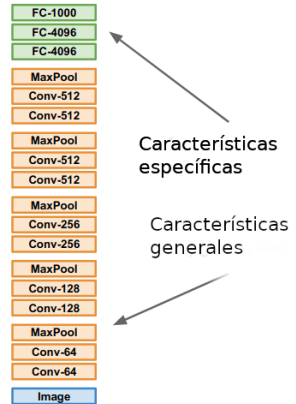 FC-1000
FC-4096
FC-4096
MaxPool
Conv-512
Conv-512
MaxPool
Conv-512
Conv-512
MaxPool
Conv-256
Conv-256
MaxPool
Conv-128
Conv-128
MaxPool
Conv-64
Conv-64
Image
Características
específicas
Características
generales